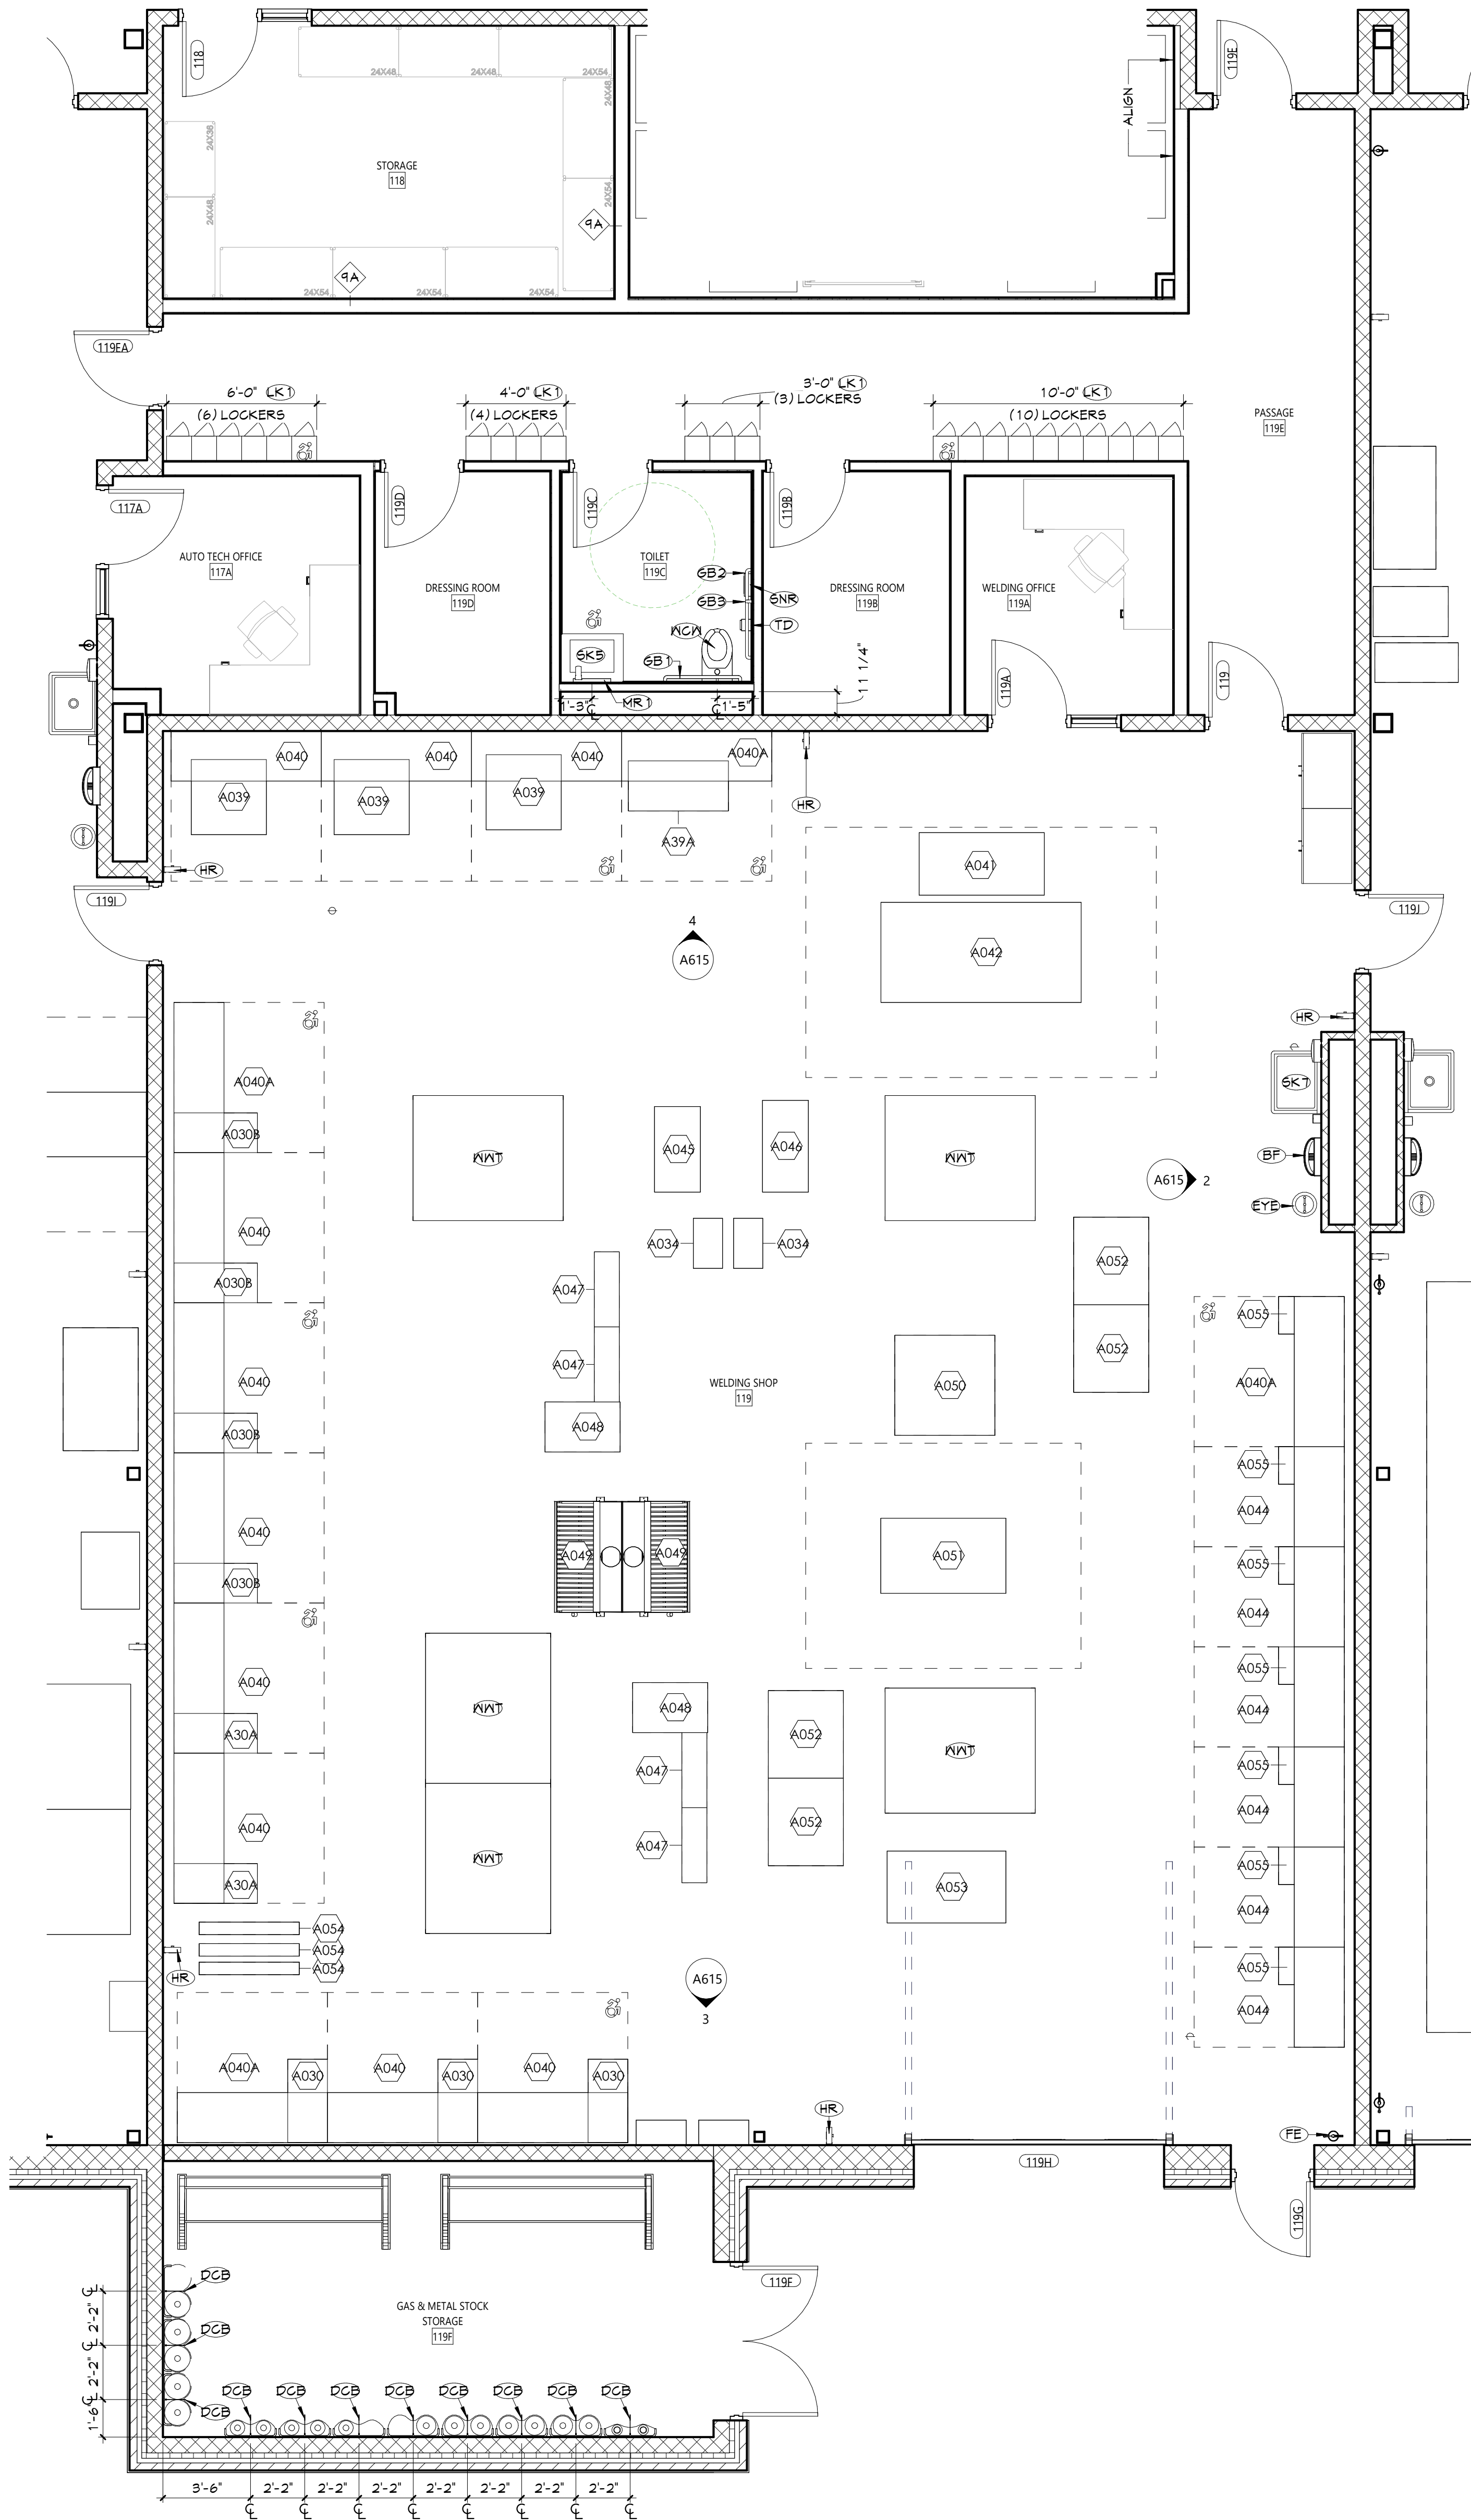 118
119E
24X48
24X48
24X54
24X48
24X36
ALIGN
STORAGE
118
24X48
24X54
9A
9A
24X54
24X54
24X54
119EA
6'-0" LK1
(6) LOCKERS
4'-0" LK1
(4) LOCKERS
3'-0" LK1
(3) LOCKERS
10'-0" LK1
(10) LOCKERS
PASSAGE
119E
117A
119D
119C
119B
AUTO TECH OFFICE
117A
TOILET
119C
DRESSING ROOM
119D
DRESSING ROOM
119B
WELDING OFFICE
119A
GB2
SNR
GB3
TD
WCW
SK5
GB1
MR1
11 1/4"
119A
119
1'-3"
1'-5"
A040
A040
A040
A040A
A039
A039
A039
A39A
HR
HR
A041
119I
119J
4
A615
A042
HR
A040A
SK7
A030B
A045
A046
WWT
WWT
BF
A615
2
EYE
A040
A034
A034
A052
A030B
A047
A055
A052
A047
A040
WELDING SHOP
119
A050
A040A
A048
A030B
A055
A044
A040
A049
A049
A051
A055
A030B
A044
A040
A055
A30A
WWT
A048
A052
A044
WWT
A047
A055
A040
WWT
A047
A052
A044
A30A
A053
A055
A054
A054
A054
A044
HR
A615
3
A055
A044
A040A
A040
A040
A030
A030
A030
HR
FE
119H
119G
DCB
119F
GAS & METAL STOCK
STORAGE
119F
2'-2"
DCB
2'-2"
DCB
1'-6"
DCB
DCB
DCB
DCB
DCB
DCB
DCB
DCB
3'-6"
2'-2"
2'-2"
2'-2"
2'-2"
2'-2"
2'-2"
2'-2"